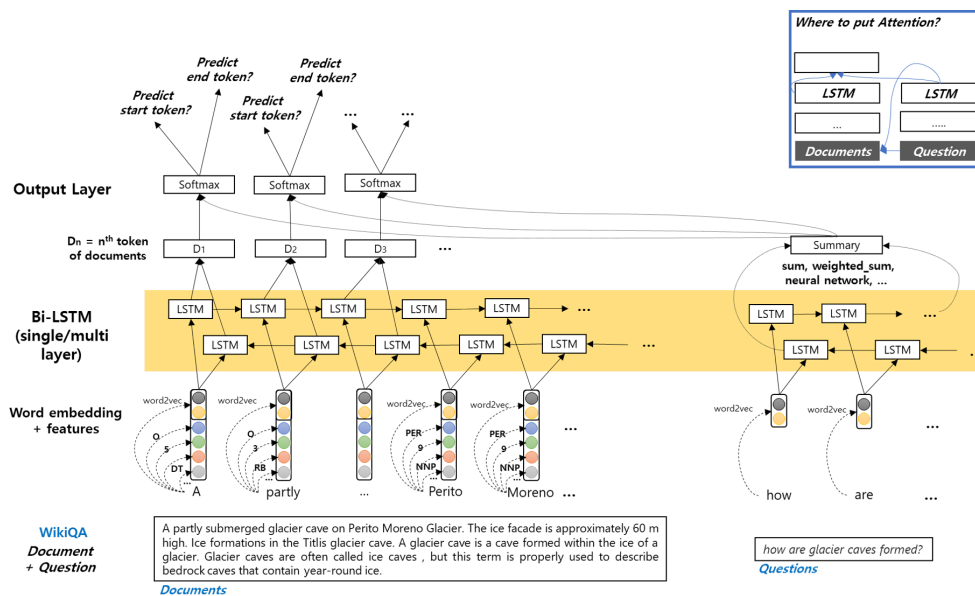 Where to put Attention?
LSTM
LSTM
...
.....
Documents
Question
Predict
end token?
Predict
end token?
Predict
start token?
Predict
start token?
...
...
Output Layer
Softmax
Softmax
Softmax
Dn = nth token
of documents
D1
D2
D3
...
Summary
sum, weighted_sum,
neural network, ...
Bi-LSTM
(single/multi
layer)
LSTM
LSTM
LSTM
LSTM
LSTM
...
LSTM
LSTM
...
LSTM
LSTM
LSTM
LSTM
LSTM
...
LSTM
LSTM
...
Word embedding
+ features
word2vec
word2vec
word2vec
word2vec
word2vec
word2vec
O
5
DT
...
O
3
RB
...
PER
9
NNP
...
PER
9
NNP
...
...
...
A
partly
...
Perito
Moreno
...
how
are
...
WikiQA
Document
+ Question
A partly submerged glacier cave on Perito Moreno Glacier. The ice facade is approximately 60 m
high. Ice formations in the Titlis glacier cave. A glacier cave is a cave formed within the ice of a
glacier. Glacier caves are often called ice caves , but this term is properly used to describe
bedrock caves that contain year-round ice.
Documents
how are glacier caves formed?
Questions